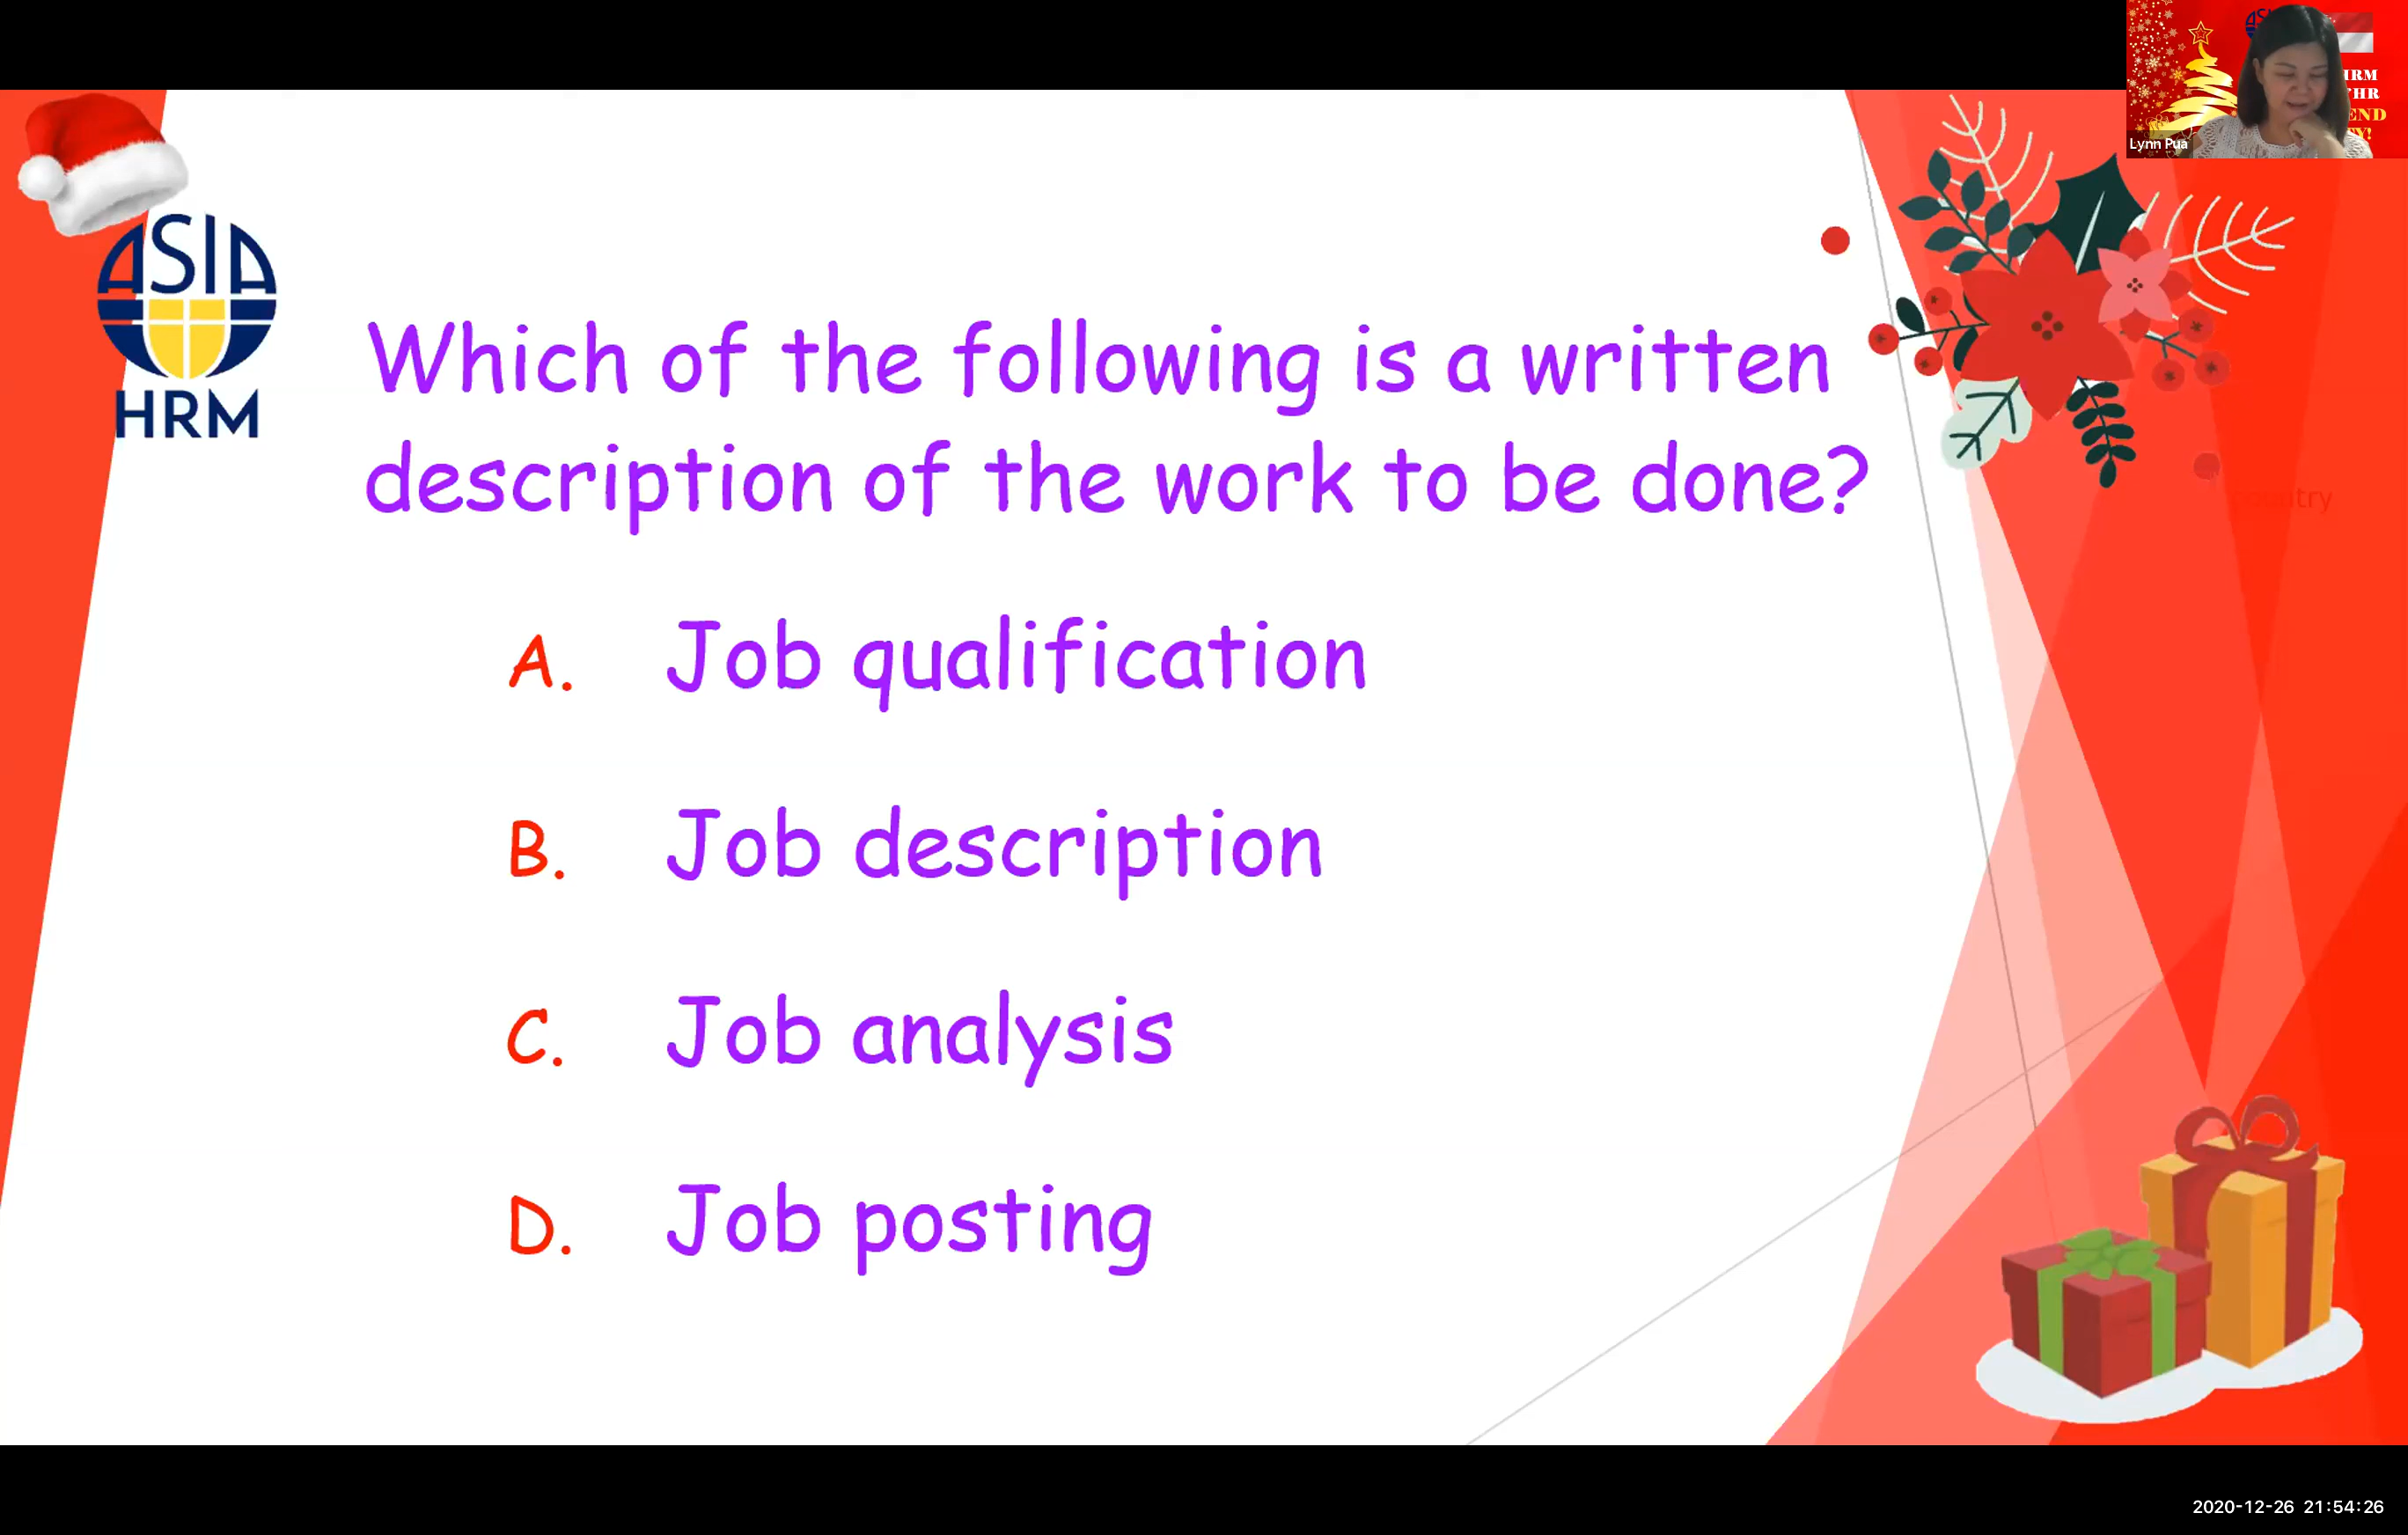 ASIA
HRM
Which of the following is a written
description of the work to be done?
A. Job qualification
B. Job description
C. Job analysis
D. Job posting
Lynn Pua
2020-12-26 21:54:26